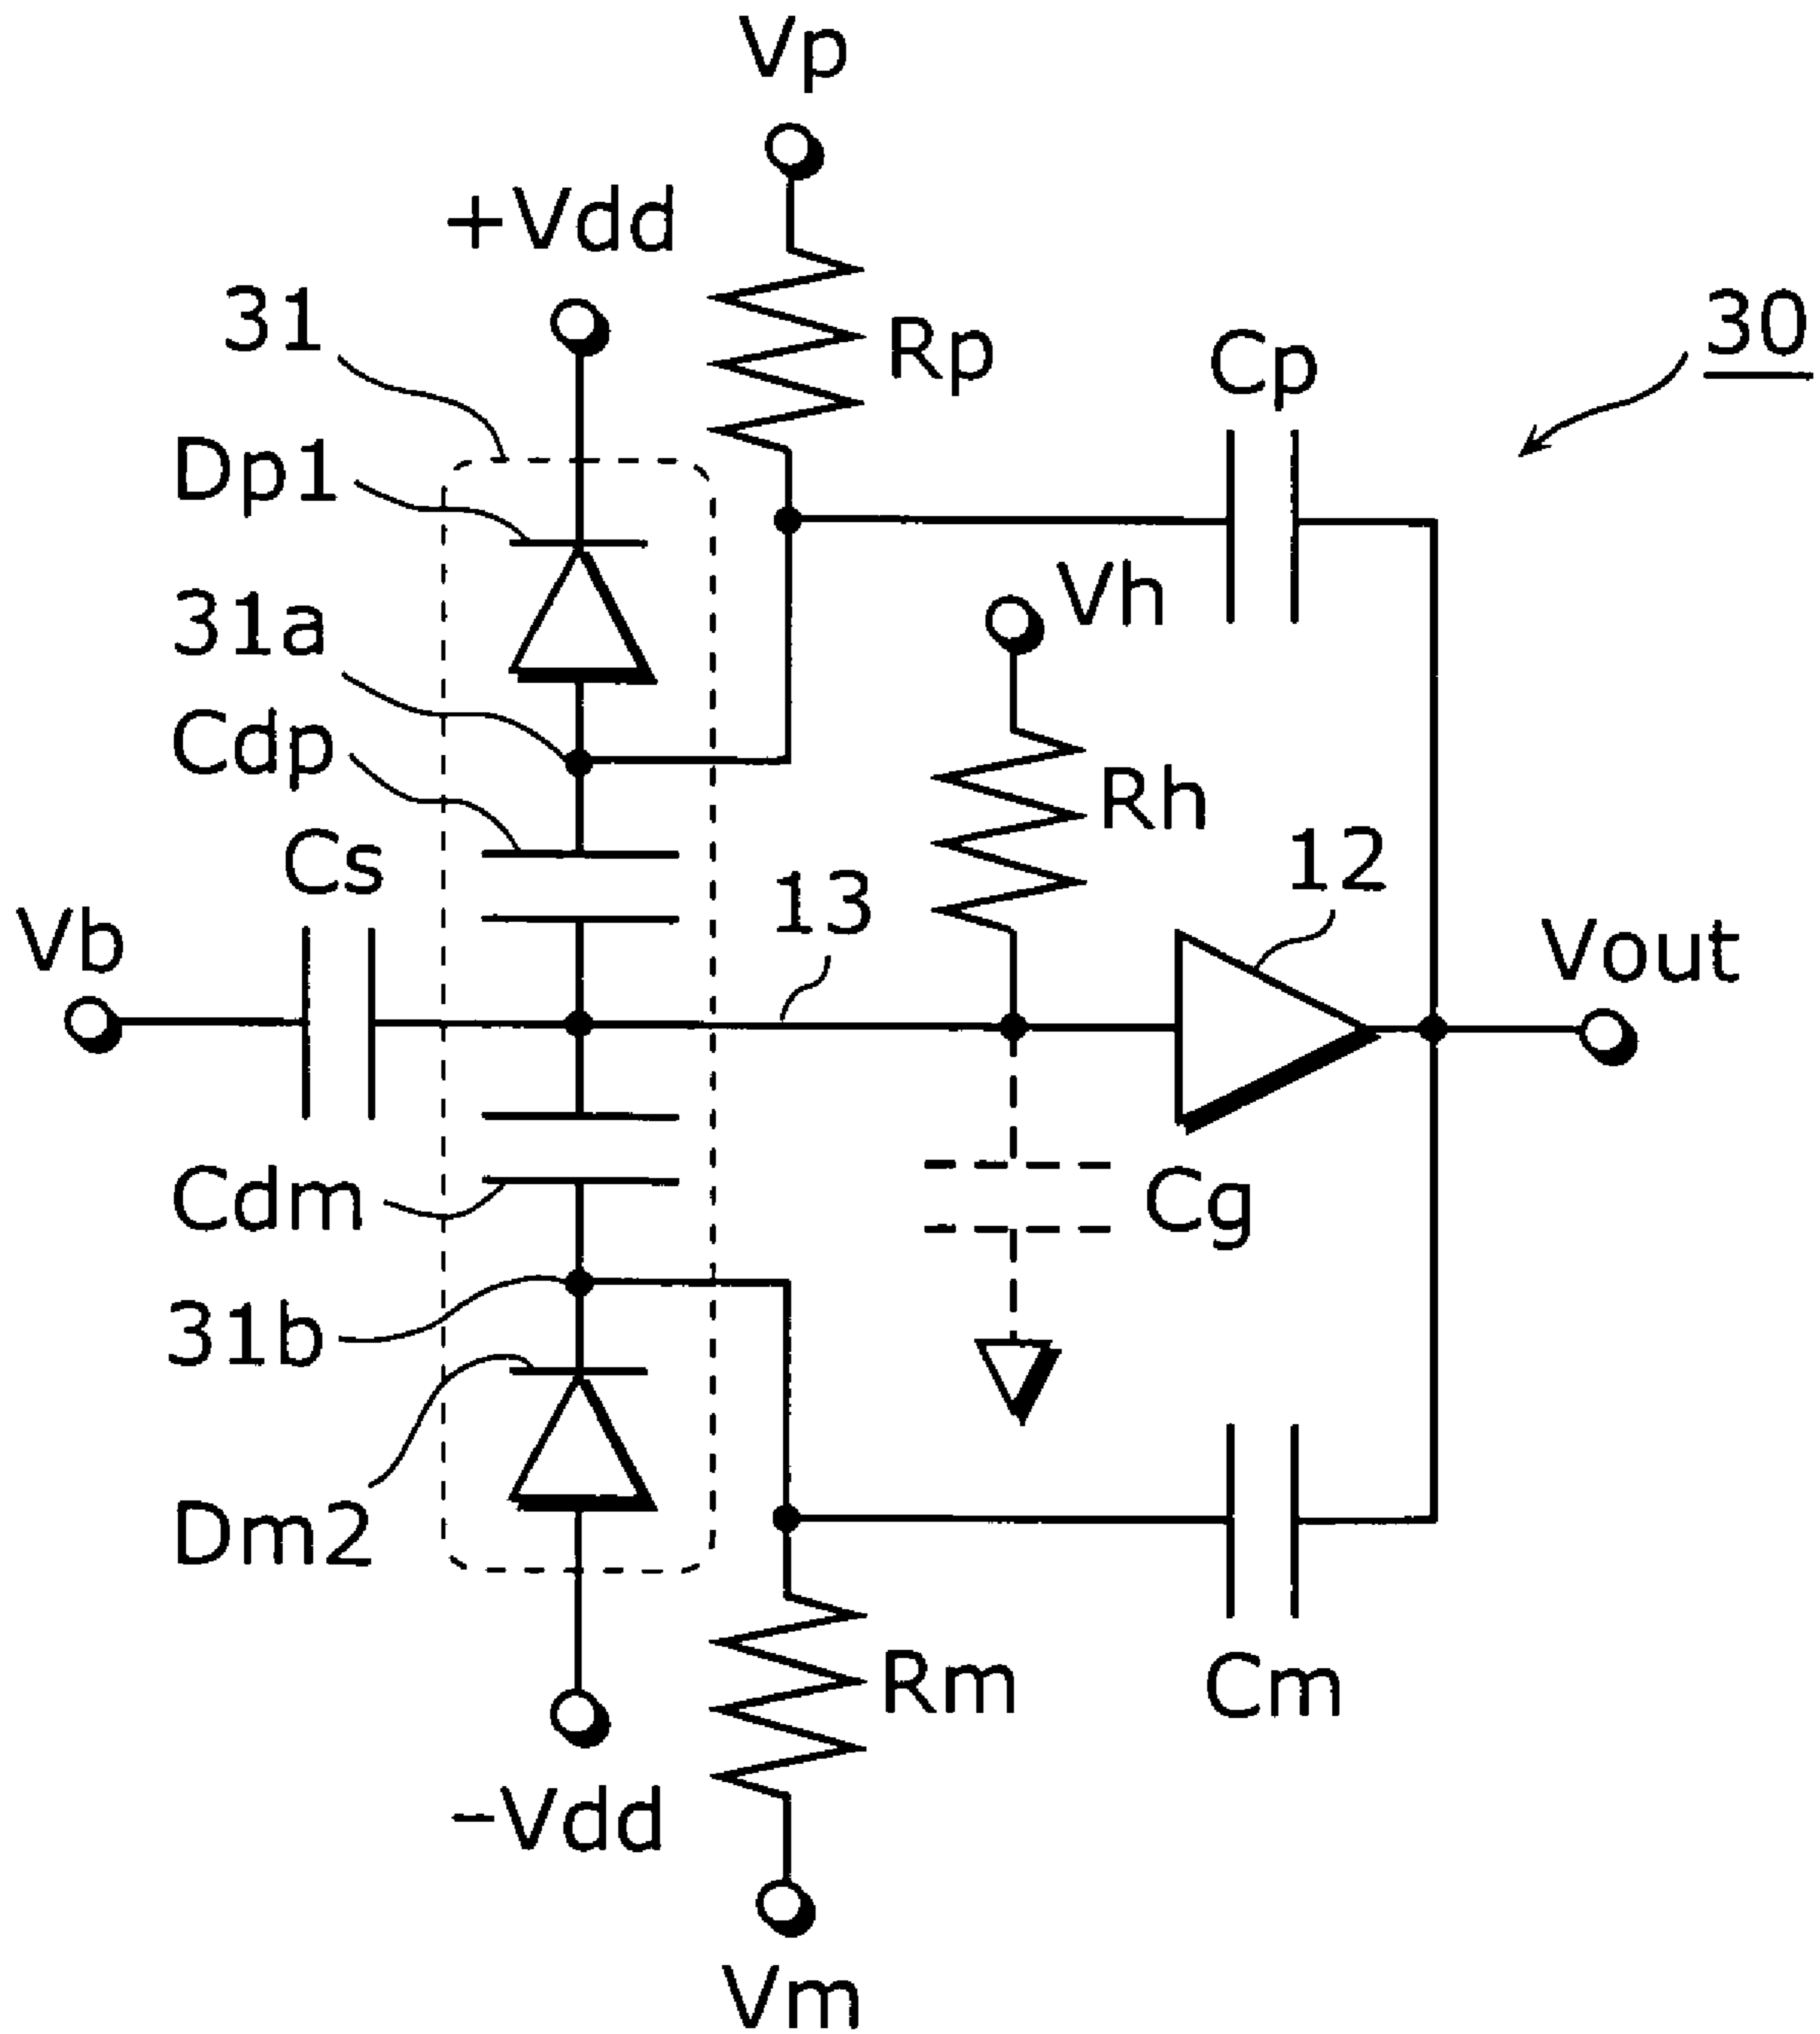 Vp
+Vdd
31
Rp
Cp
30
Dp1
Vh
31a
Cdp
Rh
Cs
12
13
Vb
Vout
Cdm
Cg
31b
Dm2
Rm
Cm
-Vdd
Vm